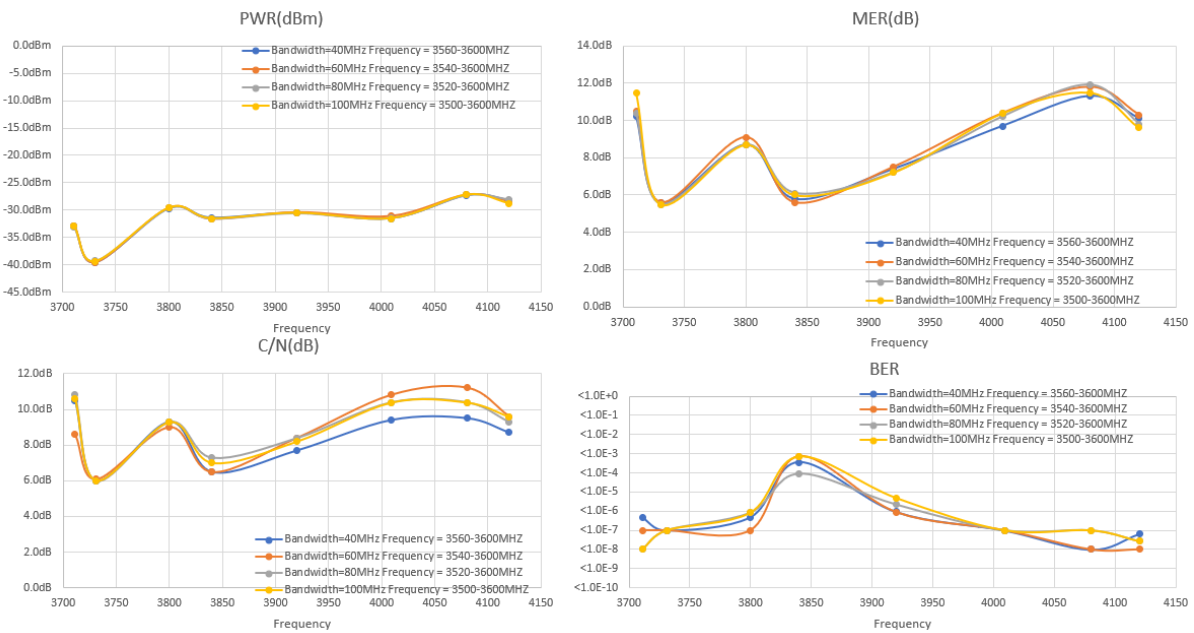 PWR(dBm)
0.0dBm
-5.0dBm
-10.0dBm
-15.0dBm
-20.0dBm
-25.0dBm
-30.0dBm
-35.0dBm
-40.0dBm
-45.0dBm
Bandwidth=40MHz Frequency = 3560-3600MHZ
Bandwidth=60MHz Frequency = 3540-3600MHZ
Bandwidth=80MHz Frequency = 3520-3600MHZ
Bandwidth=100MHz Frequency = 3500-3600MHZ
3700 3750 3800 3850 3900 3950 4000 4050 4100 4150
Frequency
MER(dB)
14.0dB
12.0dB
10.0dB
8.0dB
6.0dB
4.0dB
2.0dB
0.0dB
Bandwidth=40MHz Frequency = 3560-3600MHZ
Bandwidth=60MHz Frequency = 3540-3600MHZ
Bandwidth=80MHz Frequency = 3520-3600MHZ
Bandwidth=100MHz Frequency = 3500-3600MHZ
3700 3750 3800 3850 3900 3950 4000 4050 4100 4150
Frequency
C/N(dB)
12.0dB
10.0dB
8.0dB
6.0dB
4.0dB
2.0dB
0.0dB
Bandwidth=40MHz Frequency = 3560-3600MHZ
Bandwidth=60MHz Frequency = 3540-3600MHZ
Bandwidth=80MHz Frequency = 3520-3600MHZ
Bandwidth=100MHz Frequency = 3500-3600MHZ
3700 3750 3800 3850 3900 3950 4000 4050 4100 4150
Frequency
BER
<1.0E+0
<1.0E-1
<1.0E-2
<1.0E-3
<1.0E-4
<1.0E-5
<1.0E-6
<1.0E-7
<1.0E-8
<1.0E-10
Bandwidth=40MHz Frequency = 3560-3600MHZ
Bandwidth=60MHz Frequency = 3540-3600MHZ
Bandwidth=80MHz Frequency = 3520-3600MHZ
Bandwidth=100MHz Frequency = 3500-3600MHZ
3700 3750 3800 3850 3900 3950 4000 4050 4100 4150
Frequency